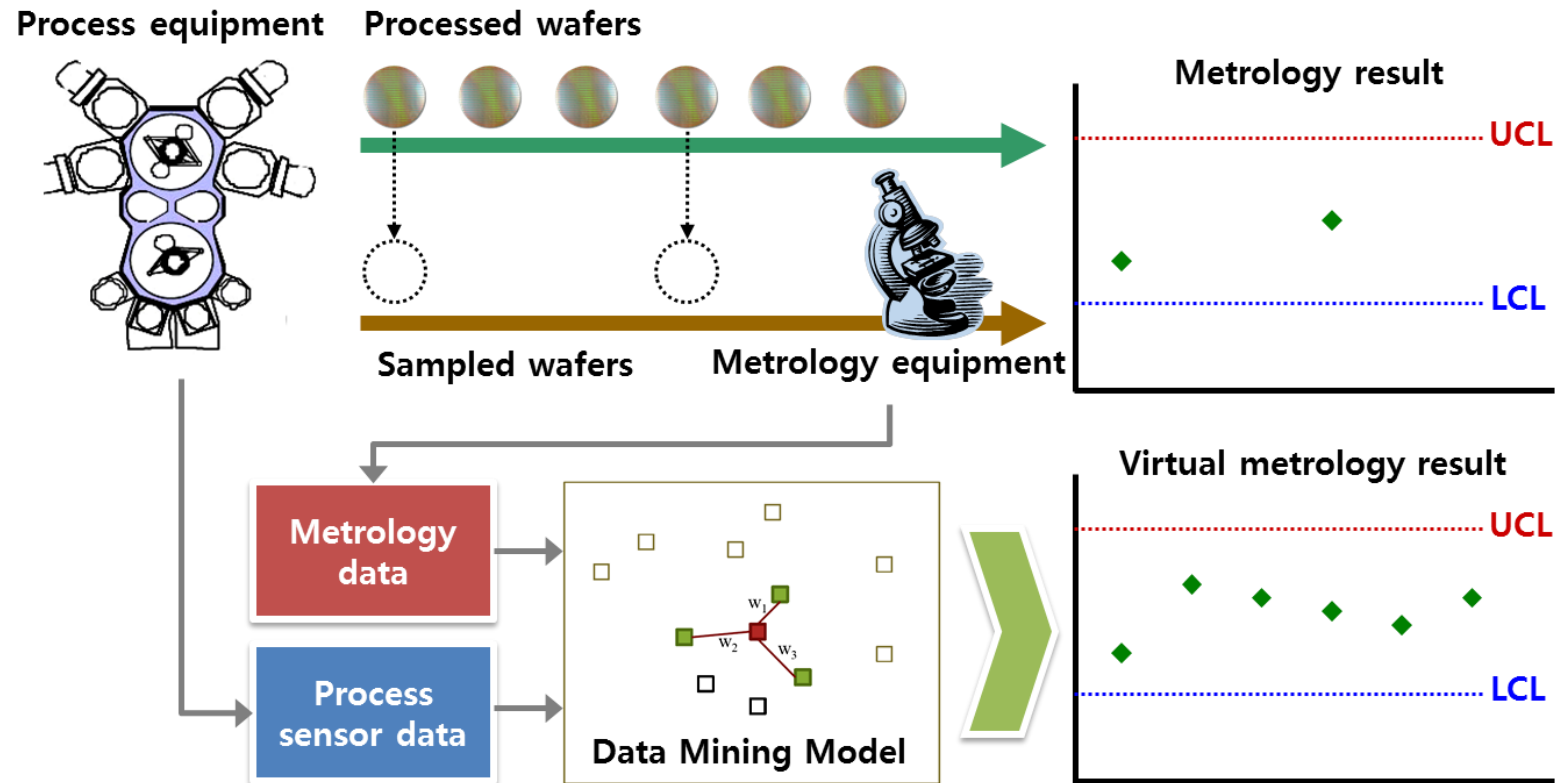 Process equipment
Processed wafers
Metrology result
UCL
LCL
Sampled wafers
Metrology equipment
Virtual metrology result
UCL
LCL
Metrology
data
Process
sensor data
w1
w2
w3
Data Mining Model